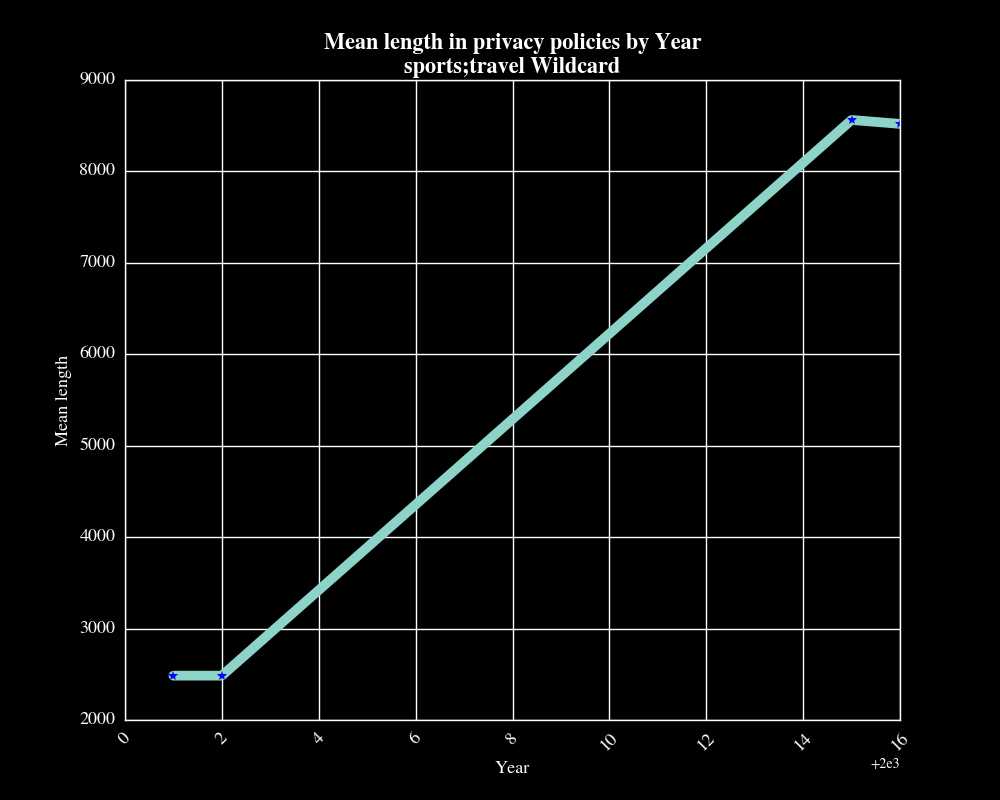 Mean length in privacy policies by Year
sports;travel Wildcard
9000
8000
7000
6000
5000
4000
3000
2000
Mean length
0 2 4 6 8 10 12 14 16
+2e3
Year